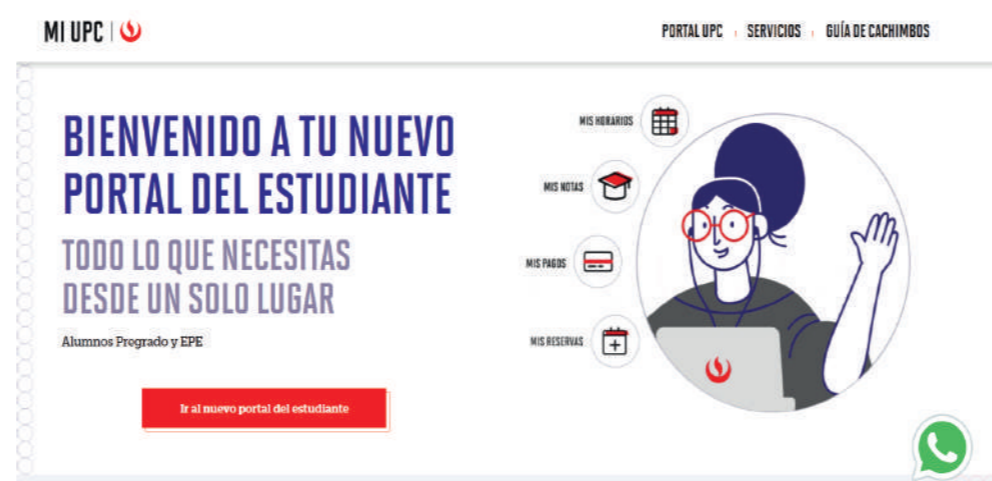 MI UPC
PORTAL UPC
SERVICIOS
GUÍA DE CACHIMBOS
BIENVENIDO A TU NUEVO
PORTAL DEL ESTUDIANTE
TODO LO QUE NECESITAS
DESDE UN SOLO LUGAR
Alumnos Pregrado y EPE
Ir al nuevo portal del estudiante
MIS HORARIOS
MIS NOTAS
MIS PAGOS
MIS RESERVAS